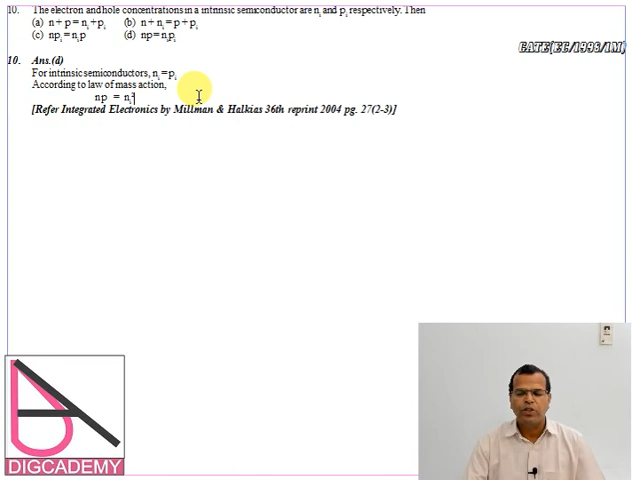 10. The electron and hole concentrations in a intrinsic semiconductor are nᵢ and pᵢ respectively. Then
(a) n + p = nᵢ + pᵢ (b) n + nᵢ = p + pᵢ
(c) npᵢ = nᵢp (d) np = nᵢpᵢ
GATE[EC/1998/1M]
10. Ans.(d)
For intrinsic semiconductors, nᵢ = pᵢ
According to law of mass action,
np = nᵢ²
[Refer Integrated Electronics by Millman & Halkias 36th reprint 2004 pg. 27(2-3)]
DIGCADEMY